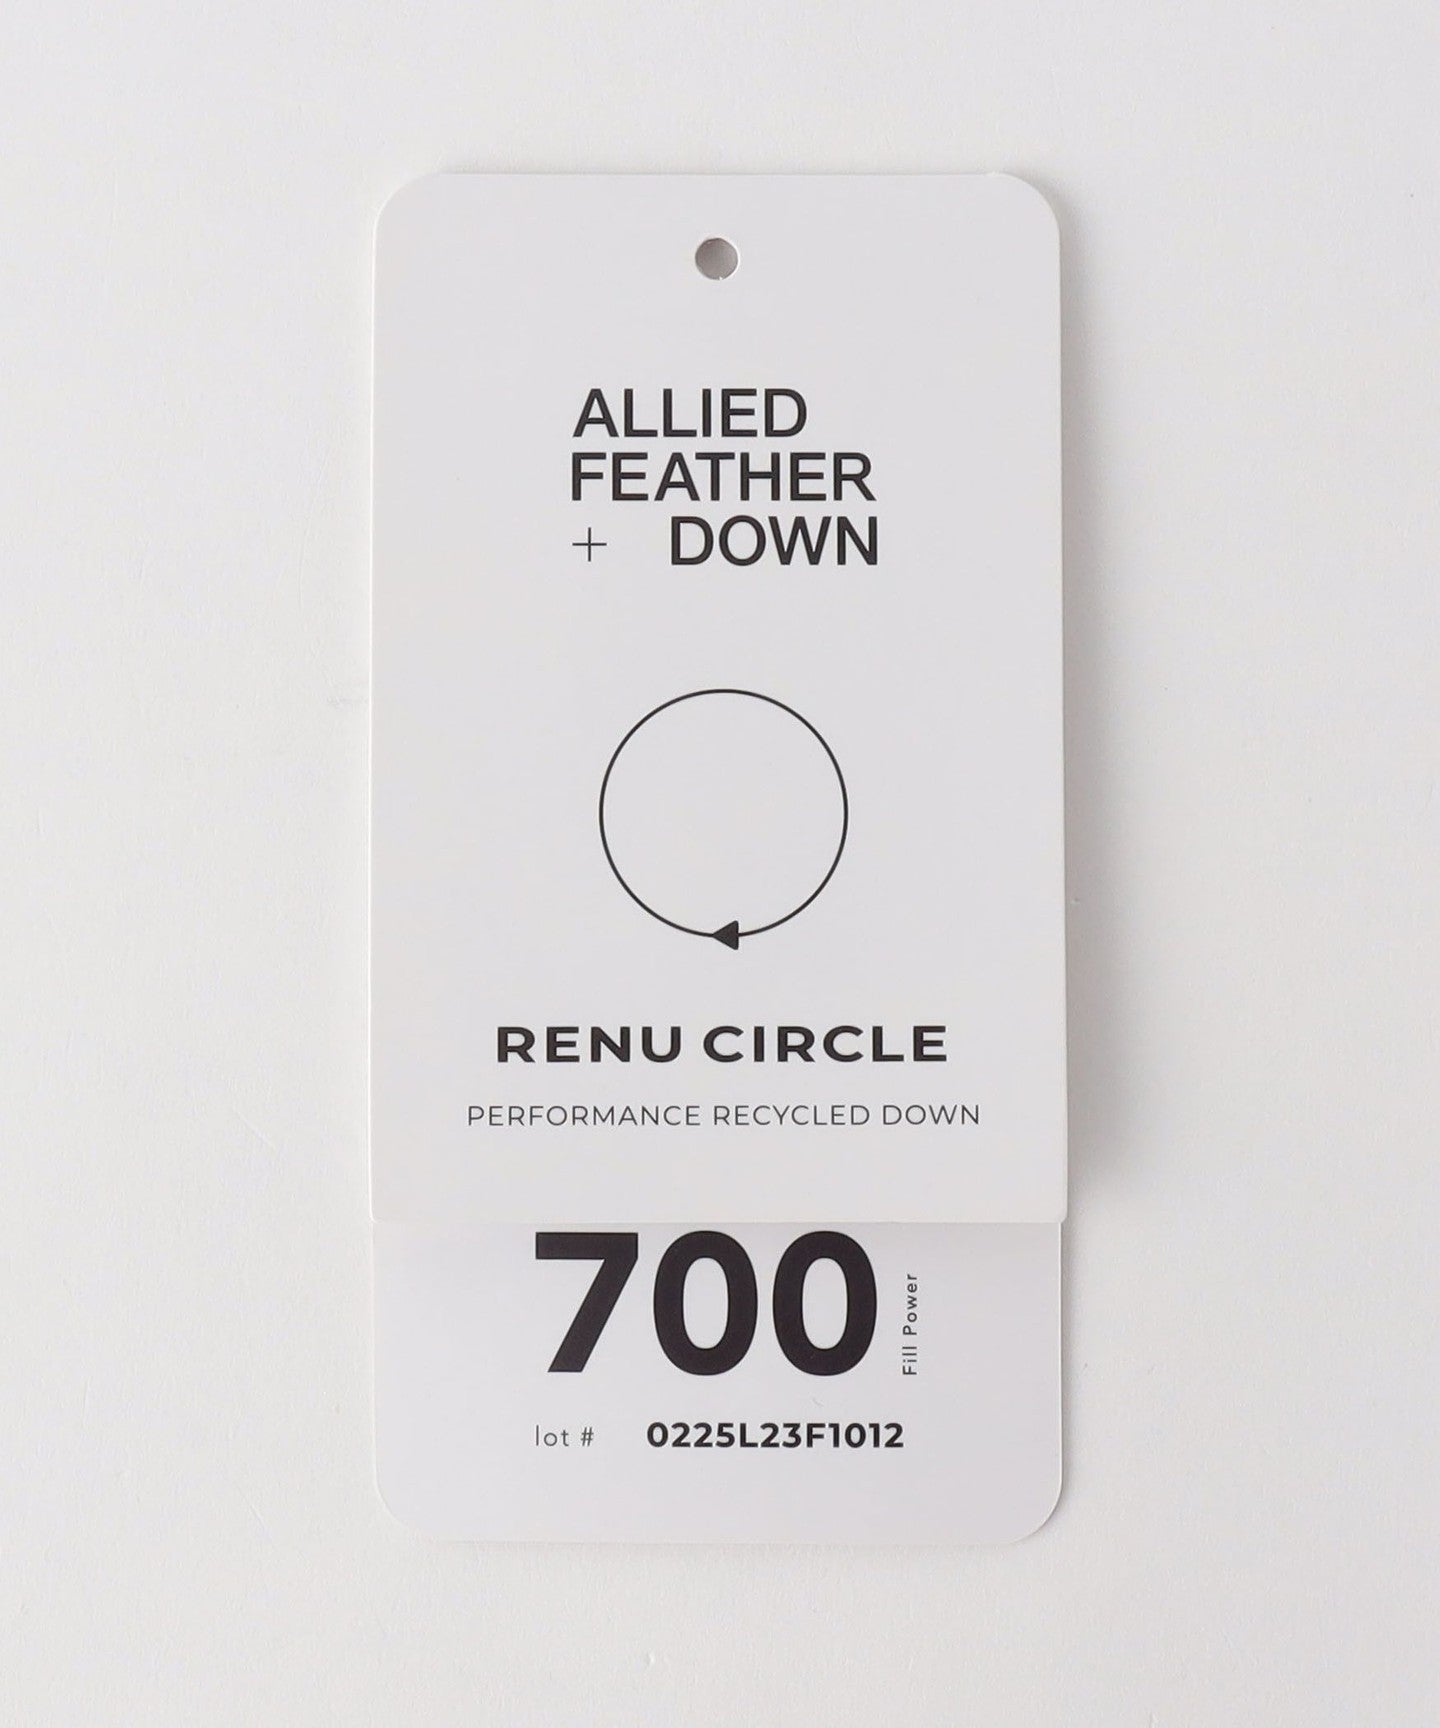 ALLIED
FEATHER
+ DOWN
RENU CIRCLE
PERFORMANCE RECYCLED DOWN
700
Fill Power
lot # 0225L23F1012